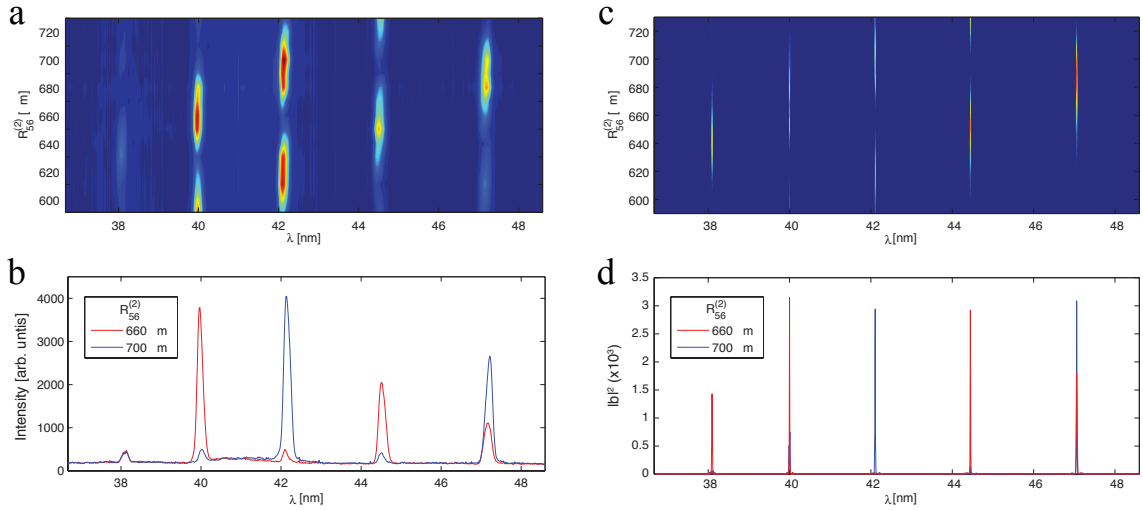 a
720
700
680
660
640
620
600
R56(2) [ m]
38 40 42 44 46 48
λ [nm]
c
720
700
680
660
640
620
600
R56(2) [ m]
38 40 42 44 46 48
λ [nm]
b
4000
3000
2000
1000
0
Intensity [arb. untis]
R56(2)
660 m
700 m
38 40 42 44 46 48
λ [nm]
d
3.5
3
2.5
2
1.5
1
0.5
0
|b|² (x10³)
R56(2)
660 m
700 m
38 40 42 44 46 48
λ [nm]